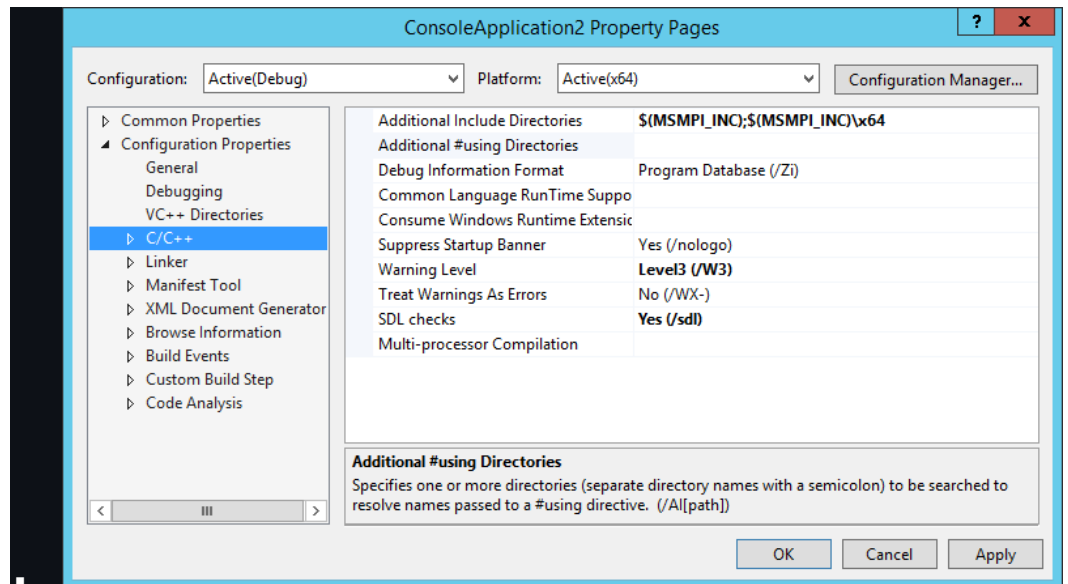 ConsoleApplication2 Property Pages
? x
Configuration: Active(Debug) Platform: Active(x64) Configuration Manager...
Common Properties
Configuration Properties
General
Debugging
VC++ Directories
C/C++
Linker
Manifest Tool
XML Document Generator
Browse Information
Build Events
Custom Build Step
Code Analysis
Additional Include Directories $(MSMPI_INC);$(MSMPI_INC)\x64
Additional #using Directories
Debug Information Format Program Database (/Zi)
Common Language RunTime Suppo
Consume Windows Runtime Extensic
Suppress Startup Banner Yes (/nologo)
Warning Level Level3 (/W3)
Treat Warnings As Errors No (/WX-)
SDL checks Yes (/sdl)
Multi-processor Compilation
Additional #using Directories
Specifies one or more directories (separate directory names with a semicolon) to be searched to
resolve names passed to a #using directive. (/AI[path])
OK Cancel Apply